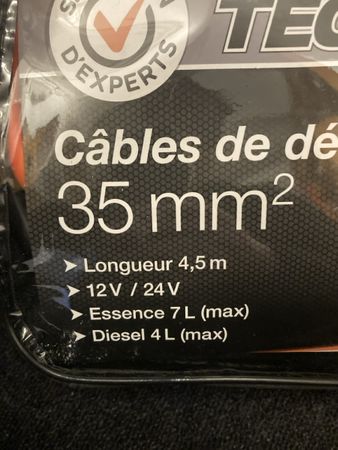 D'EXPERTS
TEC
Câbles de dé
35 mm²
➤ Longueur 4,5 m
➤ 12 V / 24 V
➤ Essence 7 L (max)
➤ Diesel 4 L (max)